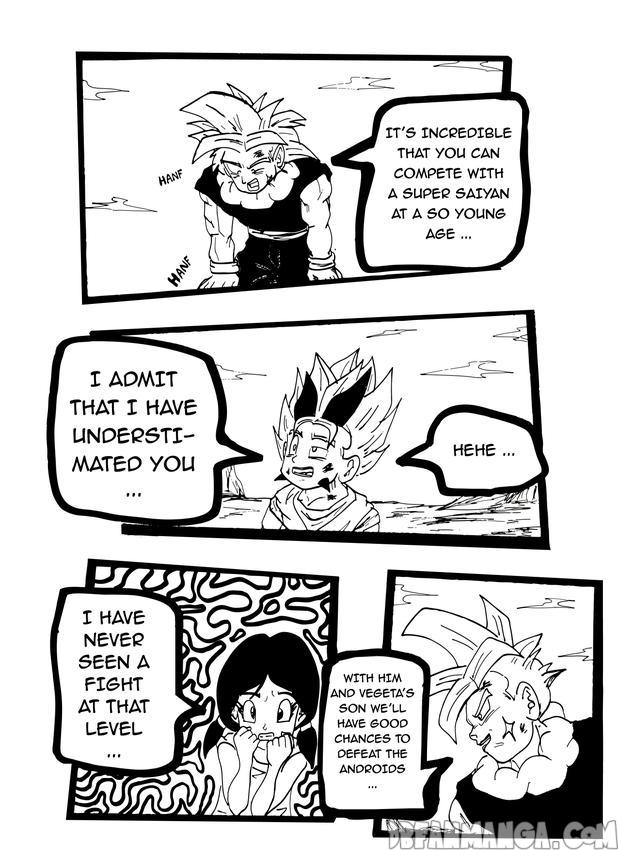 IT'S INCREDIBLE
THAT YOU CAN
COMPETE WITH
A SUPER SAIYAN
AT A SO YOUNG
AGE ...
HANF
HANF
I ADMIT
THAT I HAVE
UNDERSTI-
MATED YOU
...
HEHE ...
I HAVE
NEVER
SEEN A
FIGHT
AT THAT
LEVEL
...
WITH HIM
AND VEGETA'S
SON WE'LL
HAVE GOOD
CHANCES TO
DEFEAT THE
ANDROIDS
...
DBFANMANGA.COM